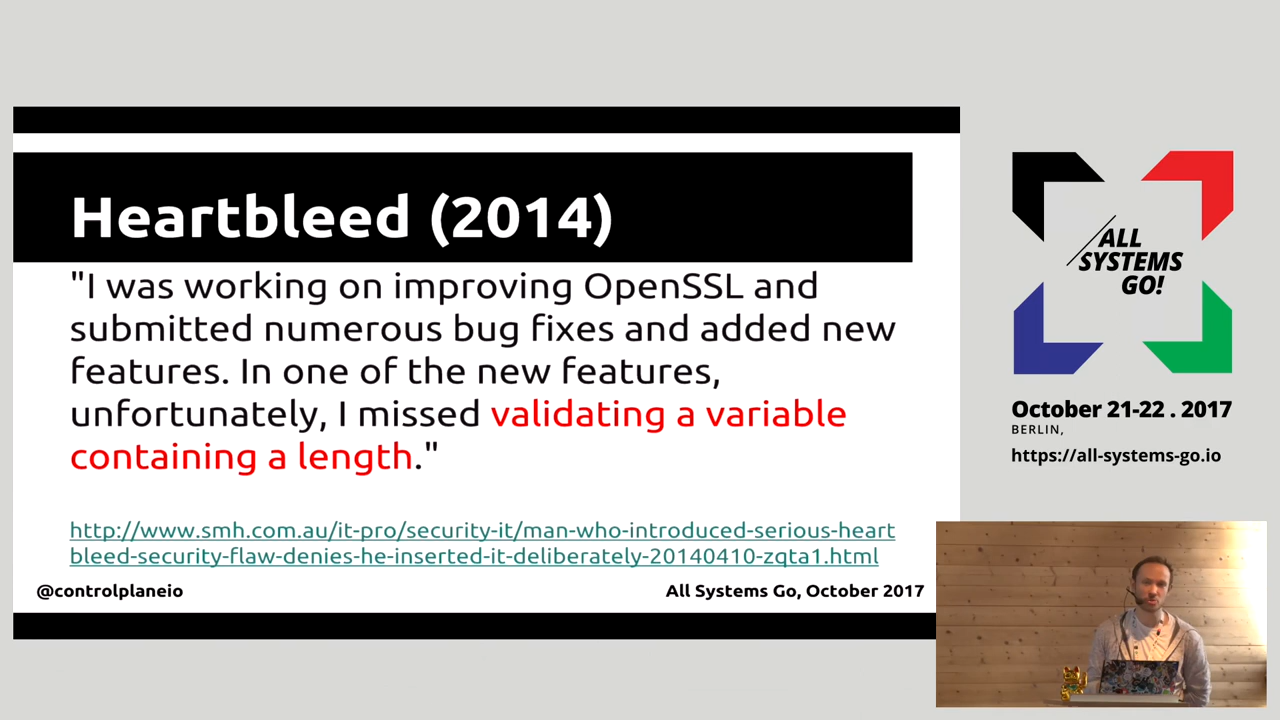 Heartbleed (2014)
"I was working on improving OpenSSL and
submitted numerous bug fixes and added new
features. In one of the new features,
unfortunately, I missed validating a variable
containing a length."
http://www.smh.com.au/it-pro/security-it/man-who-introduced-serious-heart
bleed-security-flaw-denies-he-inserted-it-deliberately-20140410-zqta1.html
@controlplaneio
All Systems Go, October 2017
ALL
SYSTEMS
GO!
October 21-22 . 2017
BERLIN,
https://all-systems-go.io